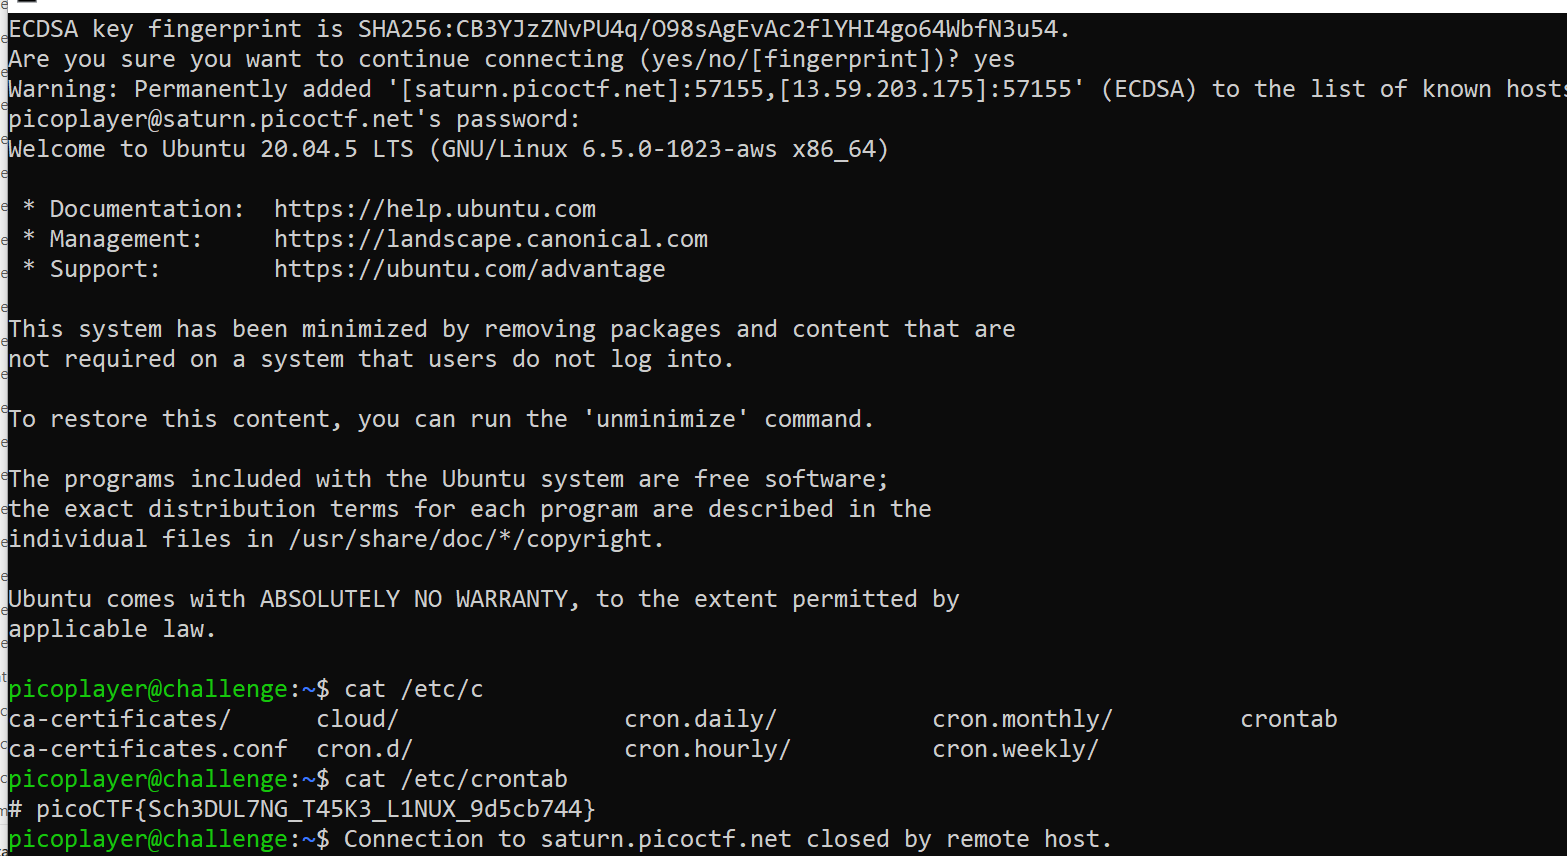 ECDSA key fingerprint is SHA256:CB3YJzZNvPU4q/O98sAgEvAc2flYHI4go64WbfN3u54.
Are you sure you want to continue connecting (yes/no/[fingerprint])? yes
Warning: Permanently added '[saturn.picoctf.net]:57155,[13.59.203.175]:57155' (ECDSA) to the list of known hosts
picoplayer@saturn.picoctf.net's password:
Welcome to Ubuntu 20.04.5 LTS (GNU/Linux 6.5.0-1023-aws x86_64)
* Documentation:  https://help.ubuntu.com
* Management:     https://landscape.canonical.com
* Support:        https://ubuntu.com/advantage
This system has been minimized by removing packages and content that are
not required on a system that users do not log into.
To restore this content, you can run the 'unminimize' command.
The programs included with the Ubuntu system are free software;
the exact distribution terms for each program are described in the
individual files in /usr/share/doc/*/copyright.
Ubuntu comes with ABSOLUTELY NO WARRANTY, to the extent permitted by
applicable law.
picoplayer@challenge:~$ cat /etc/c
ca-certificates/      cloud/                cron.daily/           cron.monthly/         crontab
ca-certificates.conf  cron.d/               cron.hourly/          cron.weekly/
picoplayer@challenge:~$ cat /etc/crontab
# picoCTF{Sch3DUL7NG_T45K3_L1NUX_9d5cb744}
picoplayer@challenge:~$ Connection to saturn.picoctf.net closed by remote host.